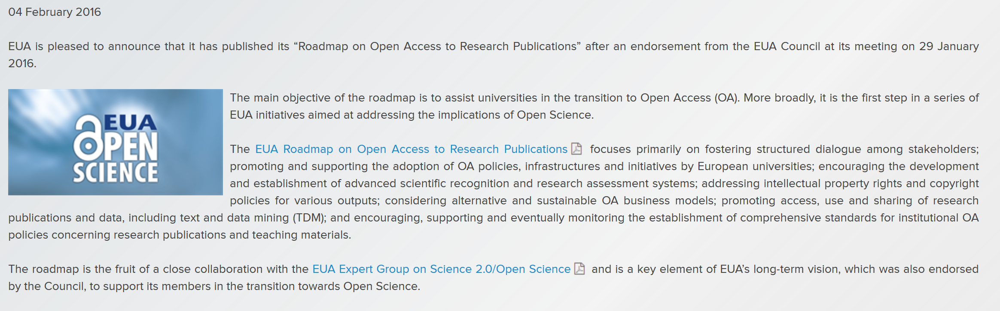 04 February 2016
EUA is pleased to announce that it has published its “Roadmap on Open Access to Research Publications” after an endorsement from the EUA Council at its meeting on 29 January
2016.
EUA
OPEN
SCIENCE
The main objective of the roadmap is to assist universities in the transition to Open Access (OA). More broadly, it is the first step in a series of
EUA initiatives aimed at addressing the implications of Open Science.
The EUA Roadmap on Open Access to Research Publications focuses primarily on fostering structured dialogue among stakeholders;
promoting and supporting the adoption of OA policies, infrastructures and initiatives by European universities; encouraging the development
and establishment of advanced scientific recognition and research assessment systems; addressing intellectual property rights and copyright
policies for various outputs; considering alternative and sustainable OA business models; promoting access, use and sharing of research
publications and data, including text and data mining (TDM); and encouraging, supporting and eventually monitoring the establishment of comprehensive standards for institutional OA
policies concerning research publications and teaching materials.
The roadmap is the fruit of a close collaboration with the EUA Expert Group on Science 2.0/Open Science and is a key element of EUA’s long-term vision, which was also endorsed
by the Council, to support its members in the transition towards Open Science.